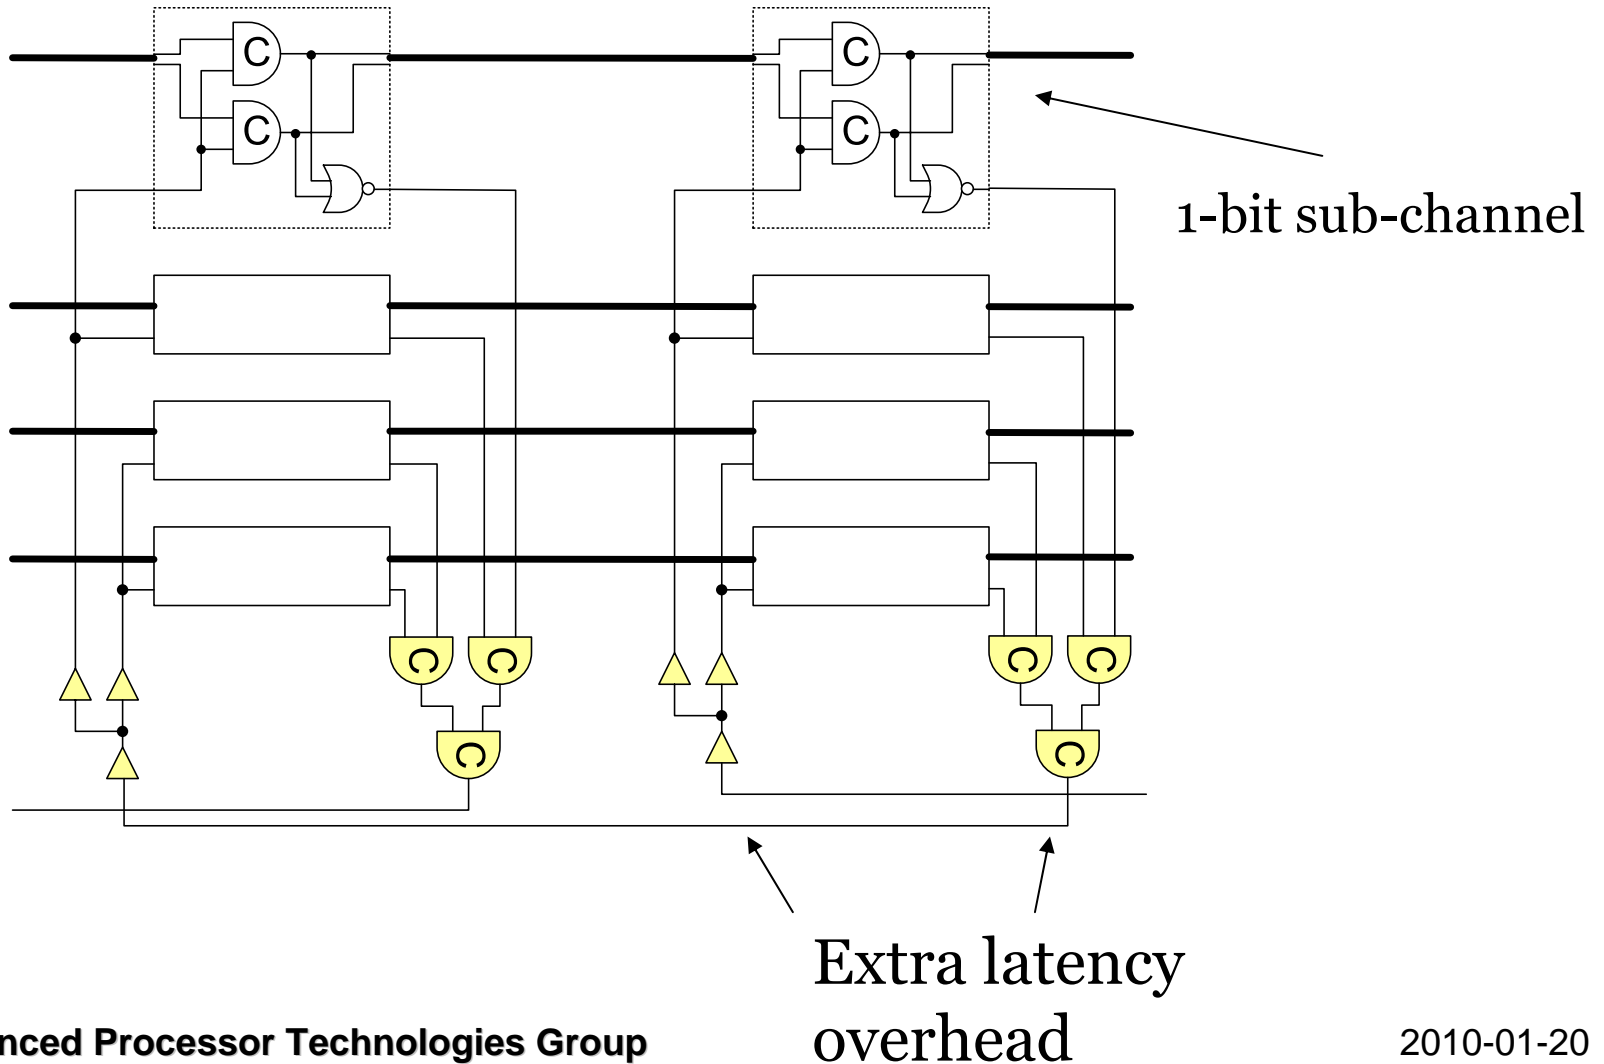 C
C
C
C
1-bit sub-channel
C
C
C
C
C
C
Extra latency
overhead
nced Processor Technologies Group
2010-01-20